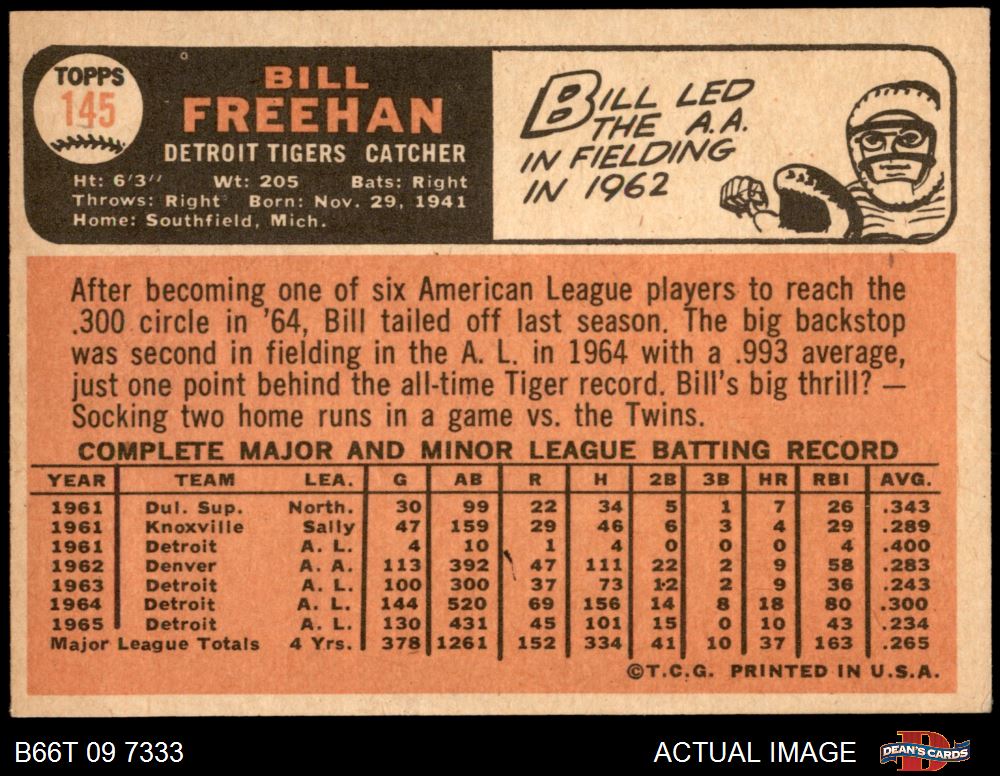 TOPPS
145
BILL
FREEHAN
DETROIT TIGERS CATCHER
Ht: 6'3" Wt: 205 Bats: Right
Throws: Right Born: Nov. 29, 1941
Home: Southfield, Mich.
BILL LED
THE A.A.
IN FIELDING
IN 1962
After becoming one of six American League players to reach the
.300 circle in '64, Bill tailed off last season. The big backstop
was second in fielding in the A. L. in 1964 with a .993 average,
just one point behind the all-time Tiger record. Bill's big thrill? —
Socking two home runs in a game vs. the Twins.
COMPLETE MAJOR AND MINOR LEAGUE BATTING RECORD
YEAR TEAM LEA. G AB R H 2B 3B HR RBI AVG.
1961 Dul. Sup. North. 30 99 22 34 5 1 7 26 .343
1961 Knoxville Sally 47 159 29 46 6 3 4 29 .289
1961 Detroit A. L. 4 10 1 4 0 0 0 4 .400
1962 Denver A. A. 113 392 47 111 22 2 9 58 .283
1963 Detroit A. L. 100 300 37 73 12 2 9 36 .243
1964 Detroit A. L. 144 520 69 156 14 8 18 80 .300
1965 Detroit A. L. 130 431 45 101 15 0 10 43 .234
Major League Totals 4 Yrs. 378 1261 152 334 41 10 37 163 .265
©T.C.G. PRINTED IN U.S.A.
B66T 09 7333 ACTUAL IMAGE DEAN'S CARDS